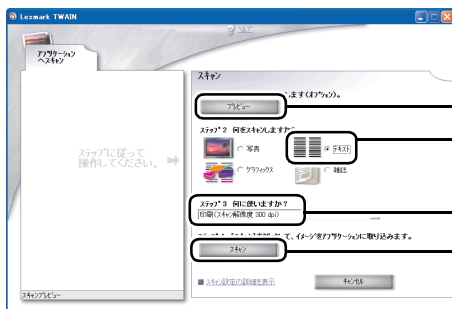 Lexmark TWAIN
ヘルプ
アプリケーション
へスキャン
スキャン
します(オプション)。
プレビュー
ステップ 2 何をスキャンしますか
写真
テキスト
グラフィックス
雑誌
ステップ 3 何に使いますか?
印刷(スキャン解像度 300 dpi)
て、イメージをアプリケーションに取り込みます。
スキャン
スキャン設定の詳細を表示
キャンセル
ステップに従って
操作してください。
スキャンプレビュー